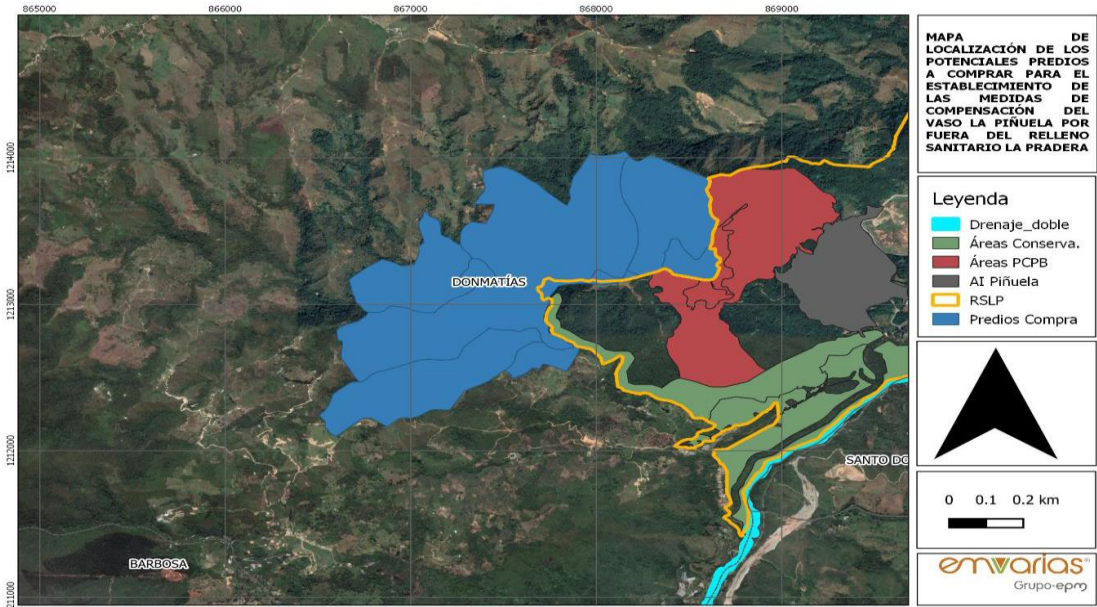 865000 866000 867000 868000 869000
1214000
1213000
1212000
1211000
DONMATÍAS
SANTO DO
BARBOSA
MAPA DE
LOCALIZACIÓN DE LOS
POTENCIALES PREDIOS
A COMPRAR PARA EL
ESTABLECIMIENTO DE
LAS MEDIDAS DE
COMPENSACIÓN DEL
VASO LA PIÑUELA POR
FUERA DEL RELLENO
SANITARIO LA PRADERA
Leyenda
Drenaje_doble
Áreas Conserva.
Áreas PCPB
AI Piñuela
RSLP
Predios Compra
0 0.1 0.2 km
emvarias®
Grupo·epm